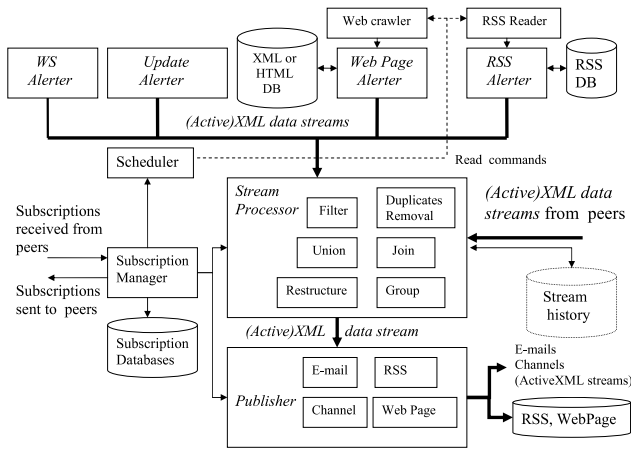 Web crawler
RSS Reader
WS
Alerter
Update
Alerter
XML or
HTML
DB
Web Page
Alerter
RSS
Alerter
RSS
DB
(Active)XML data streams
Scheduler
Read commands
Stream
Processor
Filter
Duplicates
Removal
Union
Join
Restructure
Group
(Active)XML data
streams from peers
Subscriptions
received from
peers
Subscription
Manager
Subscriptions
sent to peers
Subscription
Databases
Stream
history
(Active)XML data stream
E-mail
RSS
Publisher
Channel
Web Page
E-mails
Channels
(ActiveXML streams)
RSS, WebPage